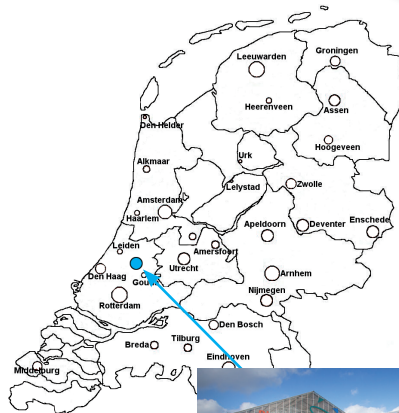 Groningen
Leeuwarden
Heerenveen
Assen
Den Helder
Hoogeveen
Urk
Alkmaar
Lelystad
Zwolle
Amsterdam
Haarlem
Apeldoorn
Deventer
Enschede
Leiden
Amersfoort
Utrecht
Den Haag
Gouda
Arnhem
Nijmegen
Rotterdam
Den Bosch
Breda
Tilburg
Eindhoven
Middelburg